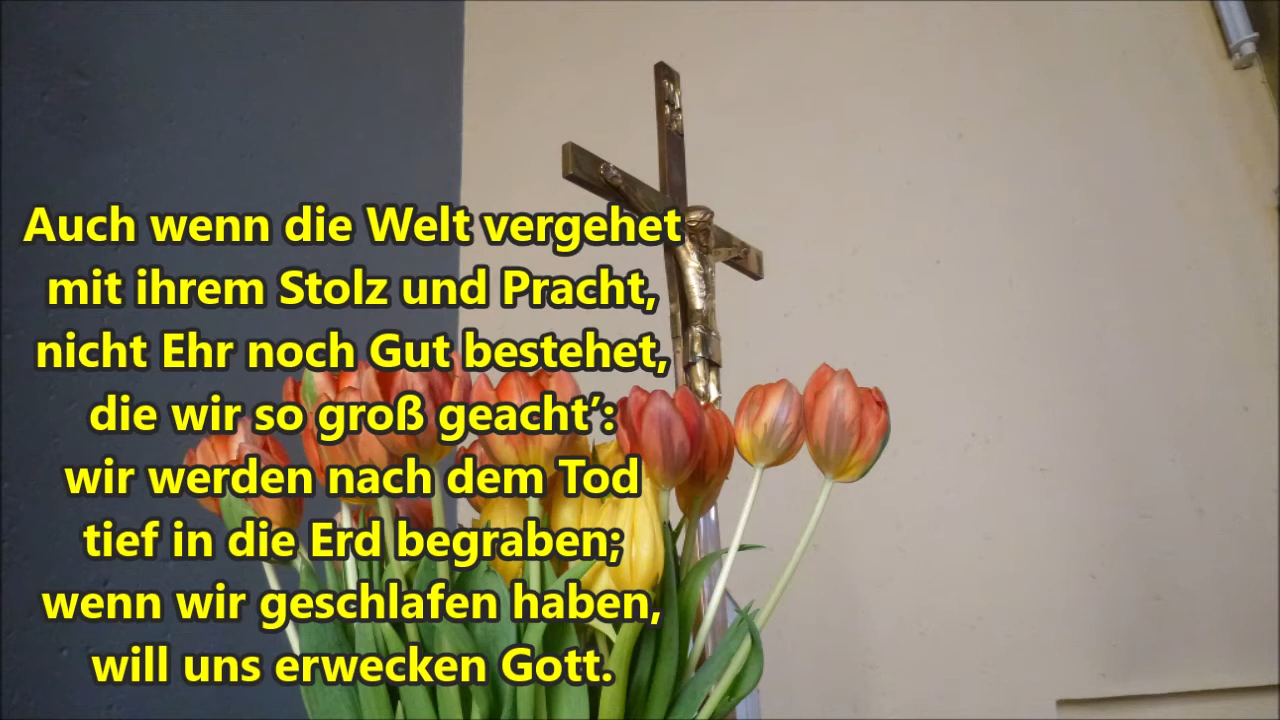 Auch wenn die Welt vergehet
mit ihrem Stolz und Pracht,
nicht Ehr noch Gut bestehet,
die wir so groß geacht’:
wir werden nach dem Tod
tief in die Erd begraben;
wenn wir geschlafen haben,
will uns erwecken Gott.